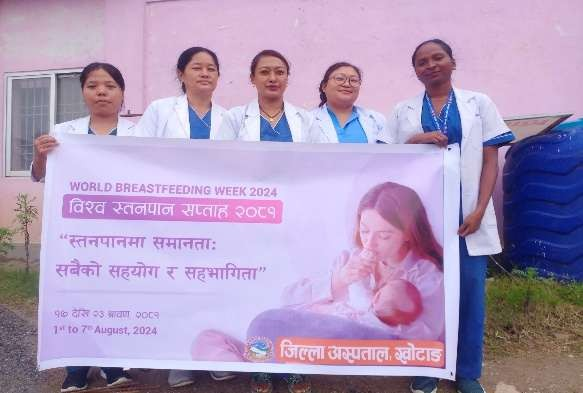 WORLD BREASTFEEDING WEEK 2024
विश्व स्तनपान सप्ताह २०८१
“स्तनपानमा समानताः
सबैको सहयोग र सहभागिता”
१७ देखि २३ श्रावण २०८१
1st to 7th August, 2024
जिल्ला अस्पताल, खोटाङ